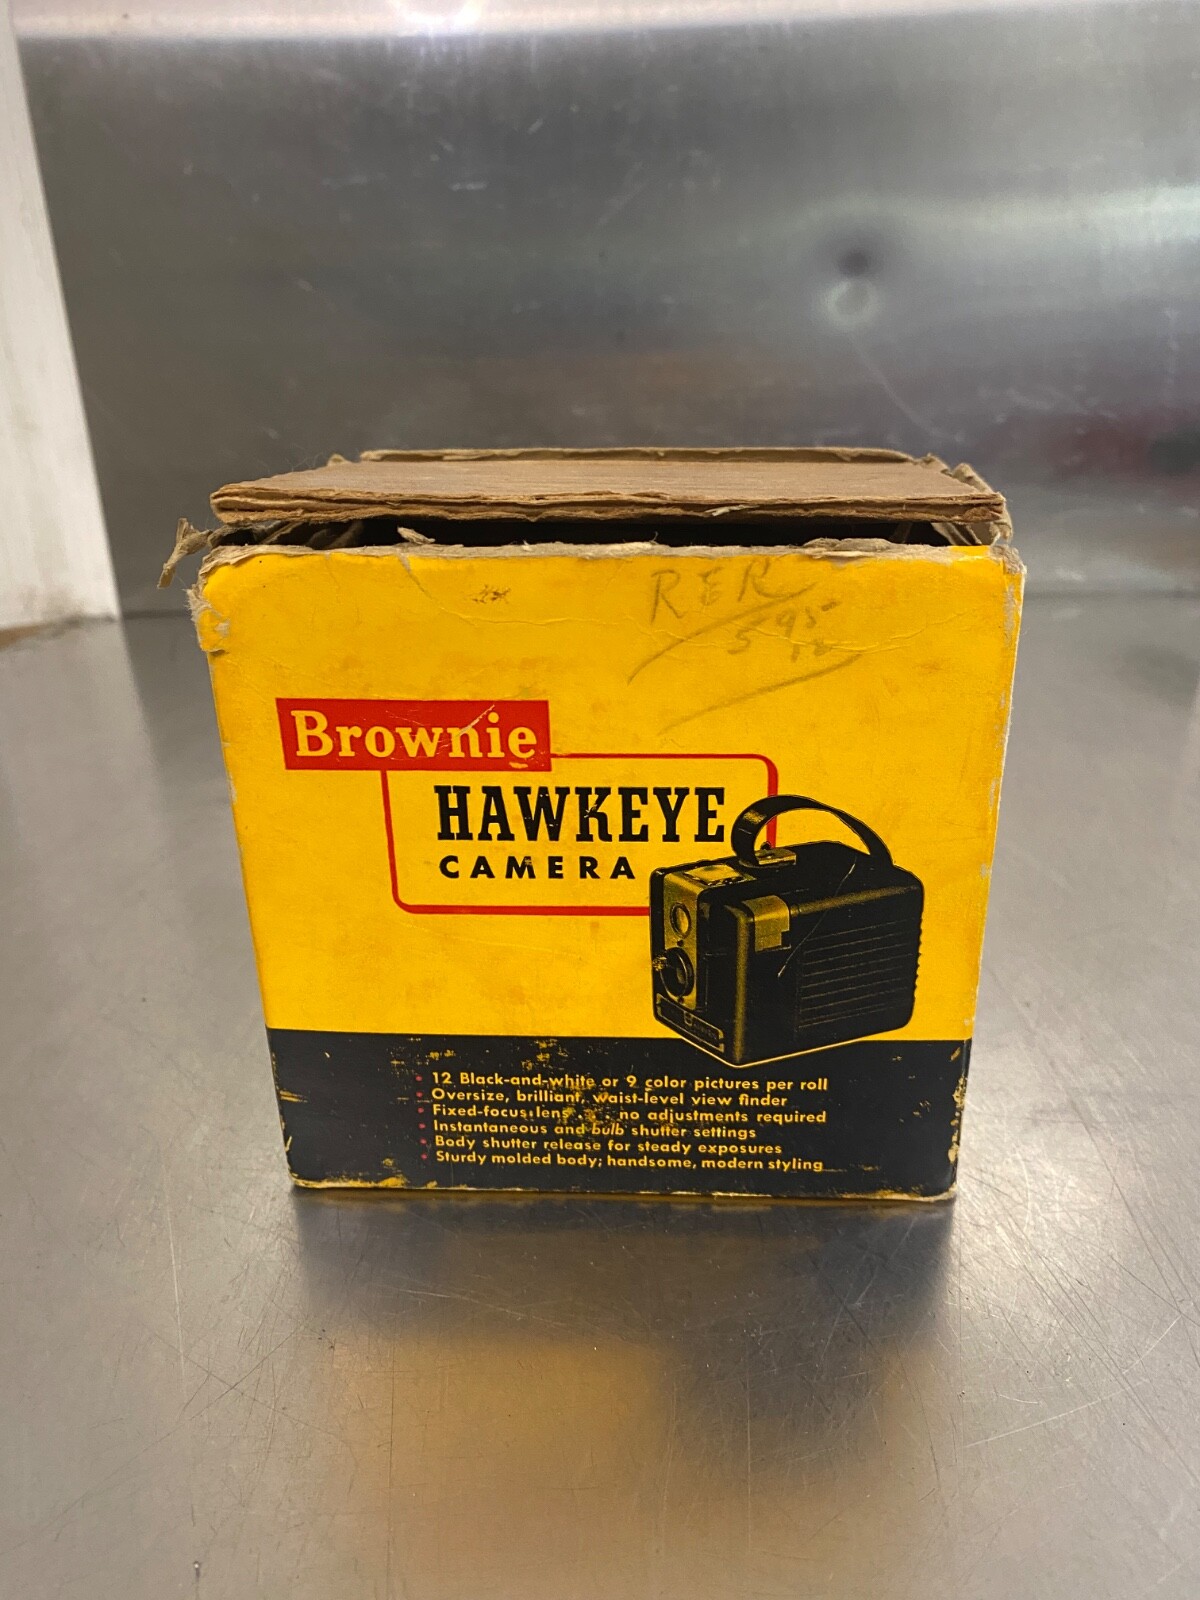 RER
5 95
Brownie
HAWKEYE
CAMERA
• 12 Black-and-white or 9 color pictures per roll
• Oversize, brilliant, waist-level view finder
• Fixed-focus lens . . . no adjustments required
• Instantaneous and bulb shutter settings
• Body shutter release for steady exposures
• Sturdy molded body; handsome, modern styling